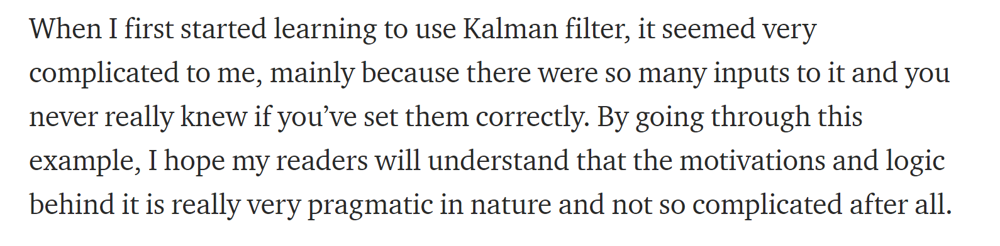 When I first started learning to use Kalman filter, it seemed very
complicated to me, mainly because there were so many inputs to it and you
never really knew if you’ve set them correctly. By going through this
example, I hope my readers will understand that the motivations and logic
behind it is really very pragmatic in nature and not so complicated after all.